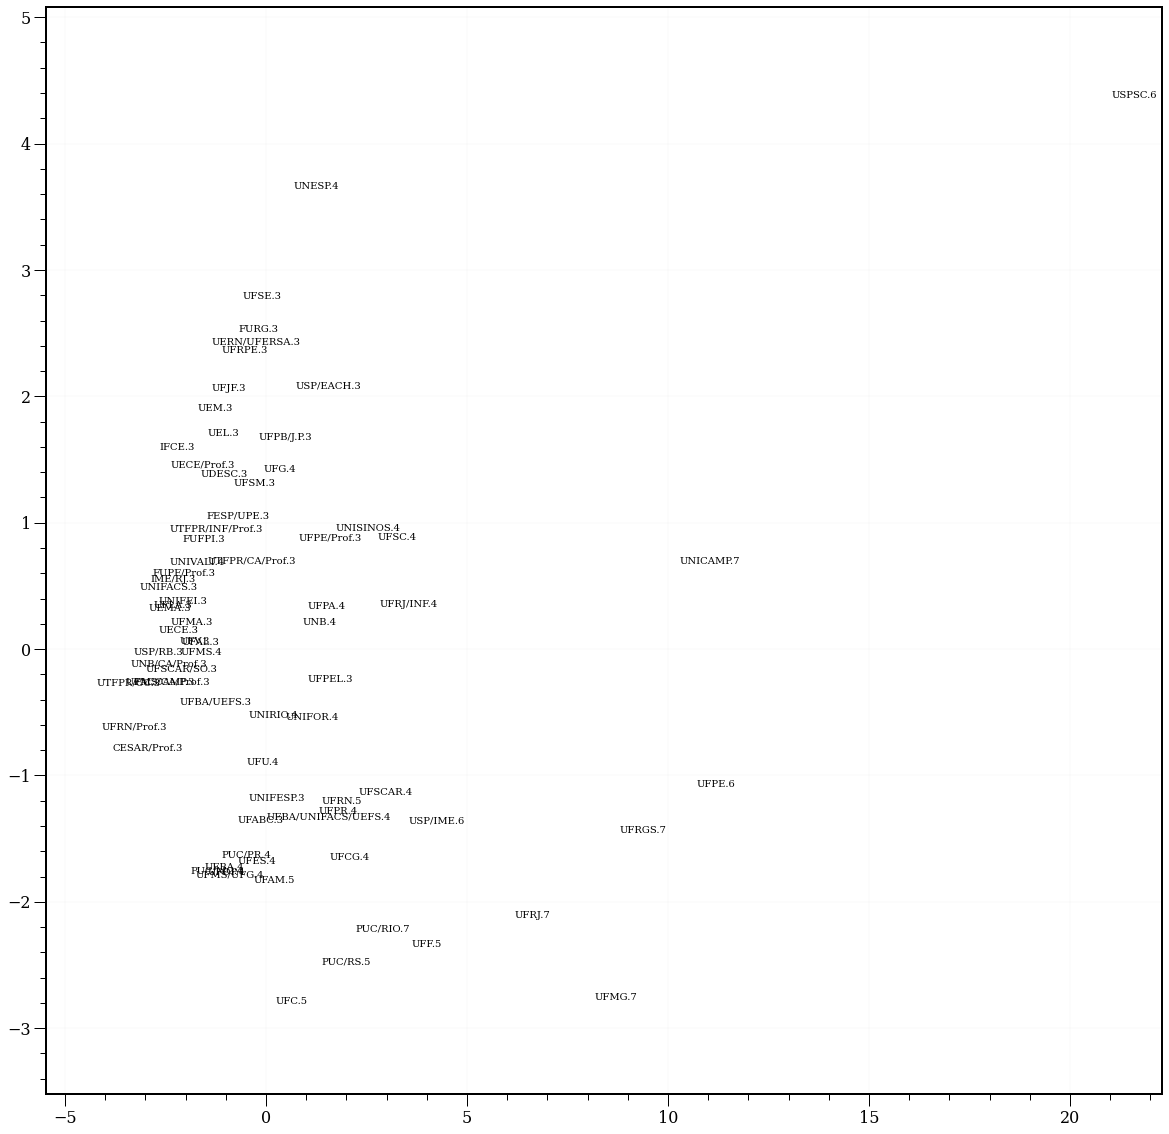 5
USPSC.6
4
UNESP.4
3
UFSE.3
FURG.3
UERN/UFERSA.3
UFRPE.3
2
UFJF.3
USP/EACH.3
UEM.3
UEL.3
UFPB/J.P.3
IFCE.3
UECE/Prof.3
UFG.4
UDESC.3
UFSM.3
FESP/UPE.3
1
UTFPR/INF/Prof.3
UNISINOS.4
FUFPI.3
UFPE/Prof.3
UFSC.4
UNIVALI.4
UTFPR/CA/Prof.3
UNICAMP.7
FUPE/Prof.3
IME/RJ.3
UNIFACS.3
UNIFEI.3
UEMA.3
UFPA.4
UFRJ/INF.4
UFMA.3
UNB.4
UECE.3
UFAL.3
0
USP/RB.3
UFMS.4
UNB/CA/Prof.3
UFSCAR/SO.3
UFPEL.3
UFBA/UEFS.3
UNIRIO.4
UNIFOR.4
UFRN/Prof.3
CESAR/Prof.3
UFU.4
−1
UFPE.6
UFSCAR.4
UNIFESP.3
UFRN.5
UFPR.4
UFBA/UNIFACS/UEFS.4
UFABC.3
USP/IME.6
UFRGS.7
PUC/PR.4
UFES.4
UFCG.4
UFBA.4
UFMS/UFG.4
UFAM.5
−2
UFRJ.7
PUC/RIO.7
UFF.5
PUC/RS.5
UFMG.7
UFC.5
−3
−5 0 5 10 15 20